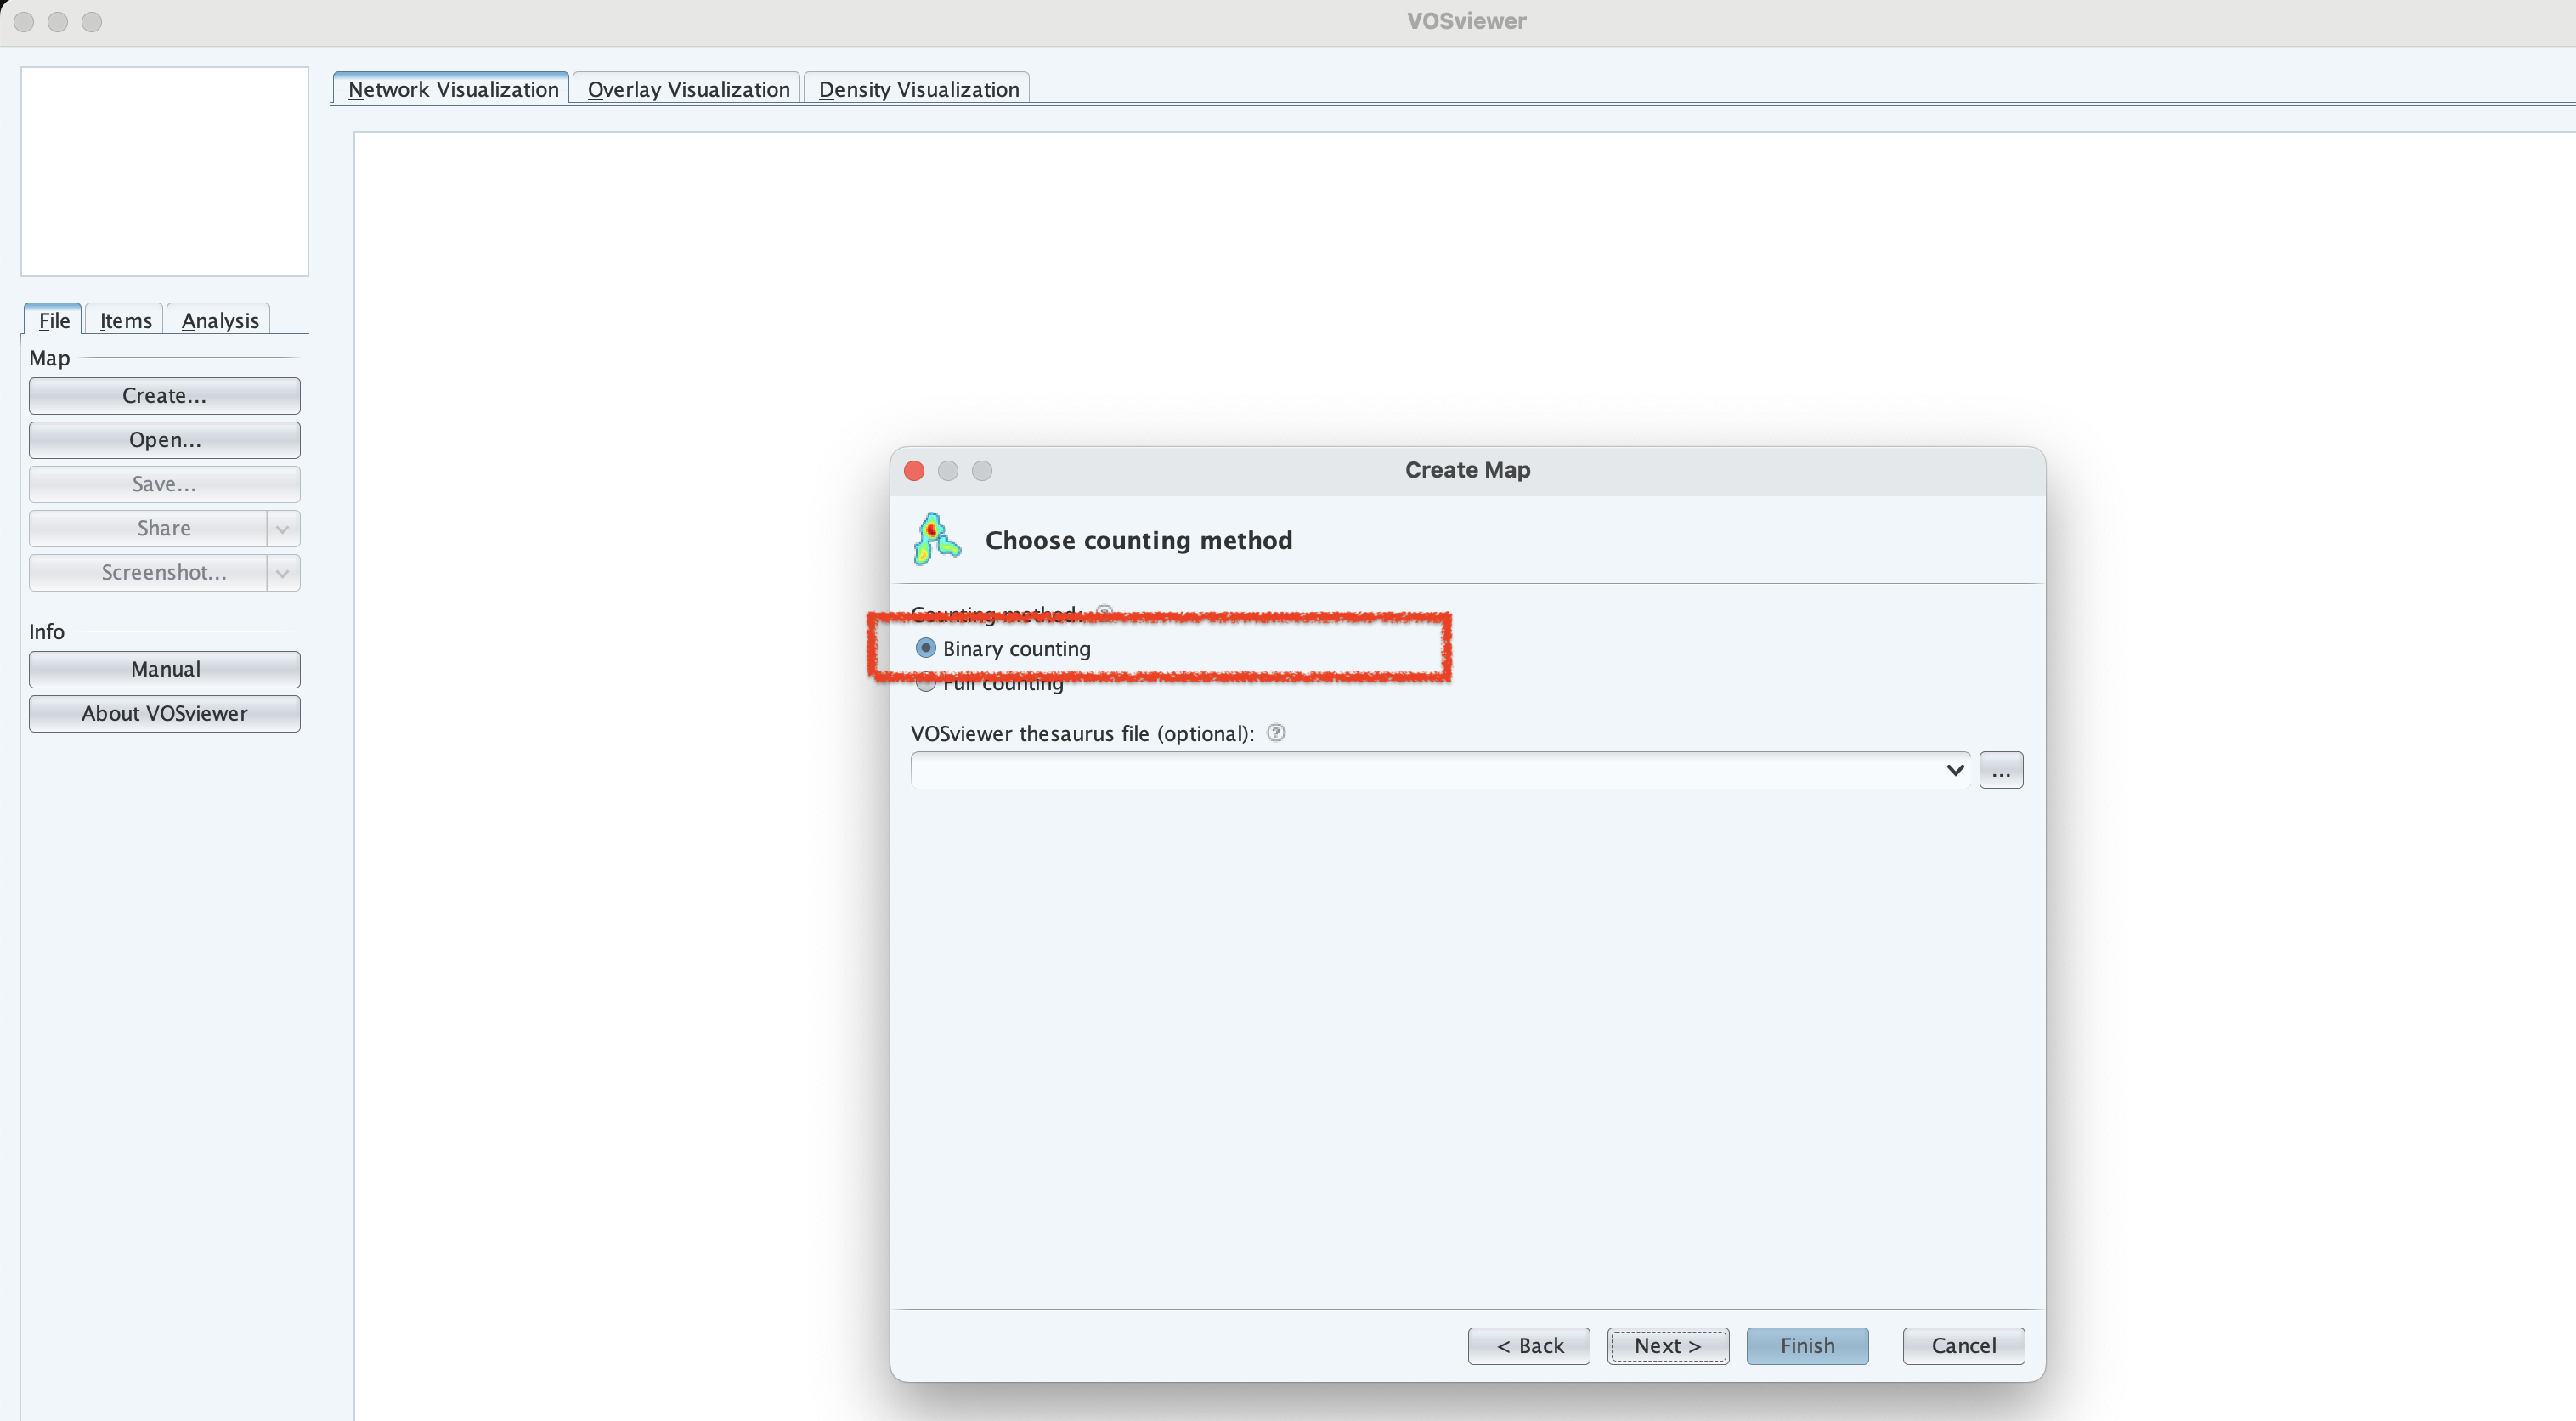 VOSviewer
Network Visualization
Overlay Visualization
Density Visualization
File
Items
Analysis
Map
Create...
Open...
Save...
Share
Screenshot...
Info
Manual
About VOSviewer
Create Map
Choose counting method
Counting method:
Binary counting
Full counting
VOSviewer thesaurus file (optional):
...
< Back
Next >
Finish
Cancel